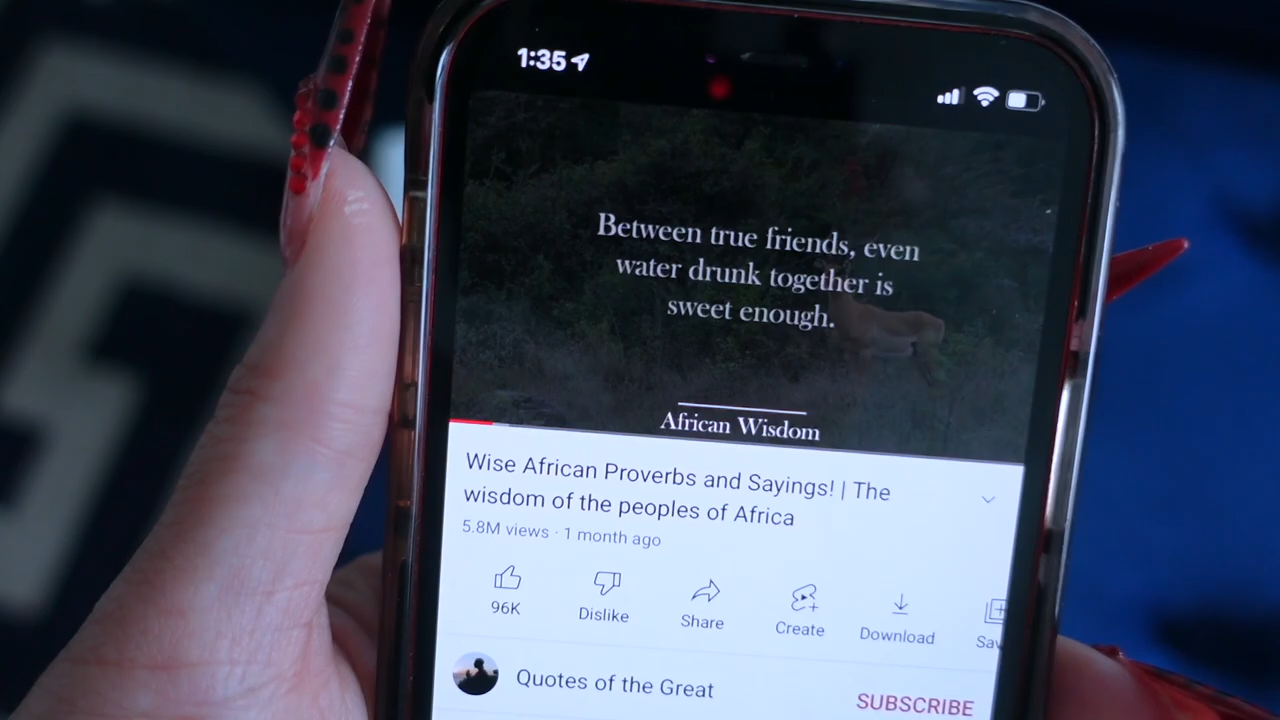 1:35
Between true friends, even
water drunk together is
sweet enough.
African Wisdom
Wise African Proverbs and Sayings! | The
wisdom of the peoples of Africa
5.8M views · 1 month ago
96K
Dislike
Share
Create
Download
Sav
Quotes of the Great
SUBSCRIBE